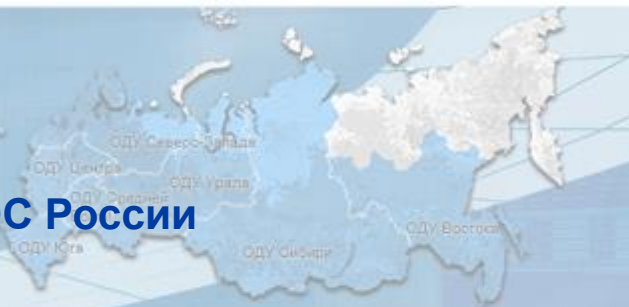 ОДУ Северо-Запада
ОДУ Центра
ОДУ Урала
ОДУ Средней
С России
ОДУ Востока
ОДУ Юга
ОДУ Сибири